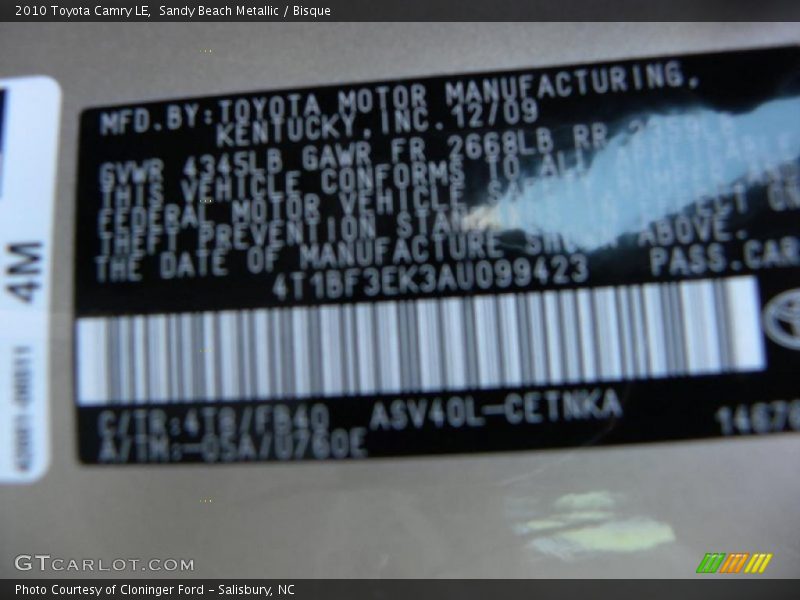 2010 Toyota Camry LE, Sandy Beach Metallic / Bisque
MFD.BY:TOYOTA MOTOR MANUFACTURING,
KENTUCKY,INC.12/09
GVWR 4345LB GAWR FR 2668LB RR
THIS VEHICLE CONFORMS TO ALL
FEDERAL MOTOR VEHICLE
THEFT PREVENTION
THE DATE OF MANUFACTURE ABOVE.
4T1BF3EK3AU099423 PASS.CAR
C/TR:4T8/FB40 ASV40L-CETNKA
A/TM:-05A/U760E
4M
GTCARLOT.COM
Photo Courtesy of Cloninger Ford – Salisbury, NC